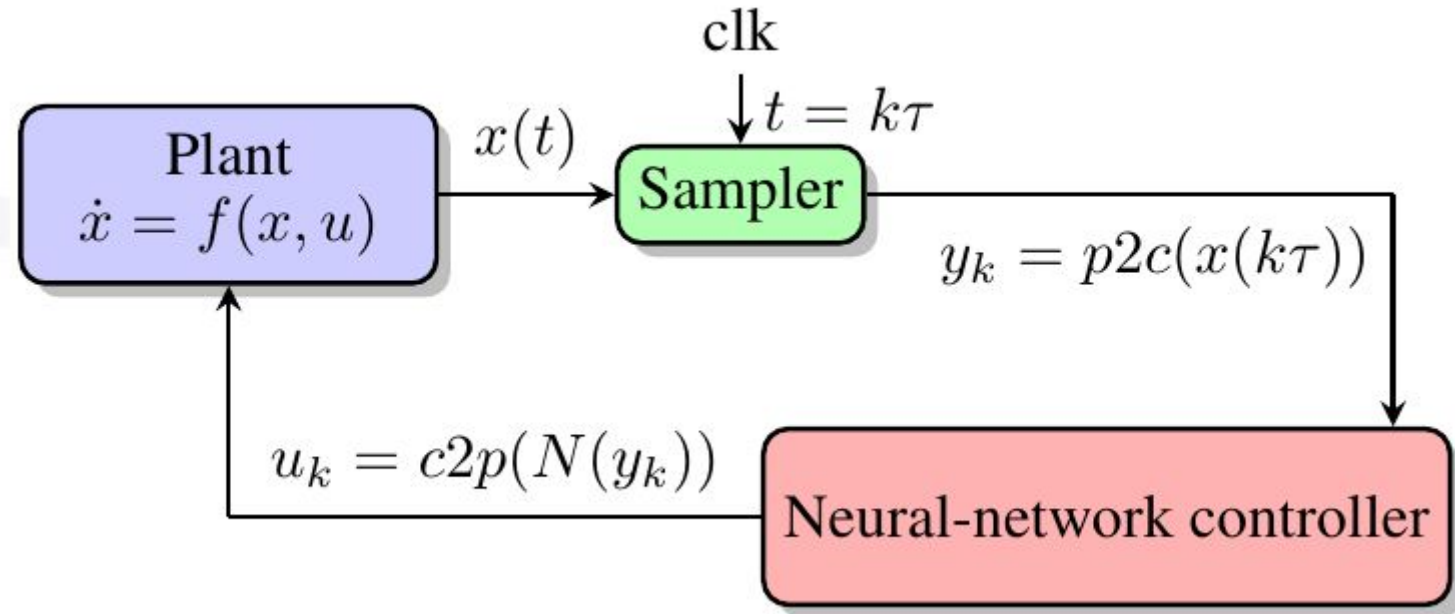 clk
t = kτ
Plant
ẋ = f(x, u)
x(t)
Sampler
y_k = p2c(x(kτ))
u_k = c2p(N(y_k))
Neural-network controller